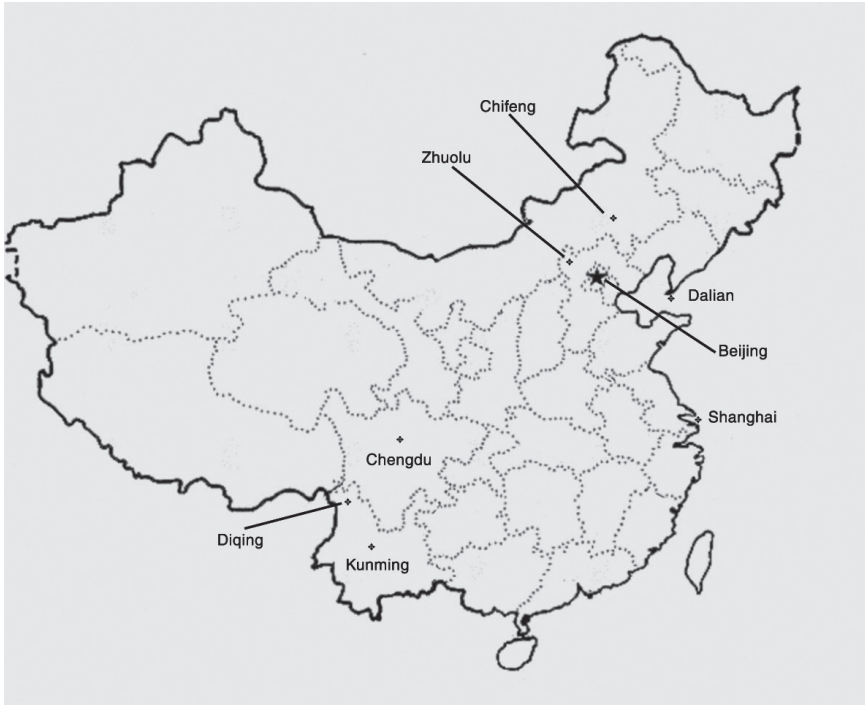 Chifeng
Zhuolu
Dalian
Beijing
Shanghai
Chengdu
Diqing
Kunming